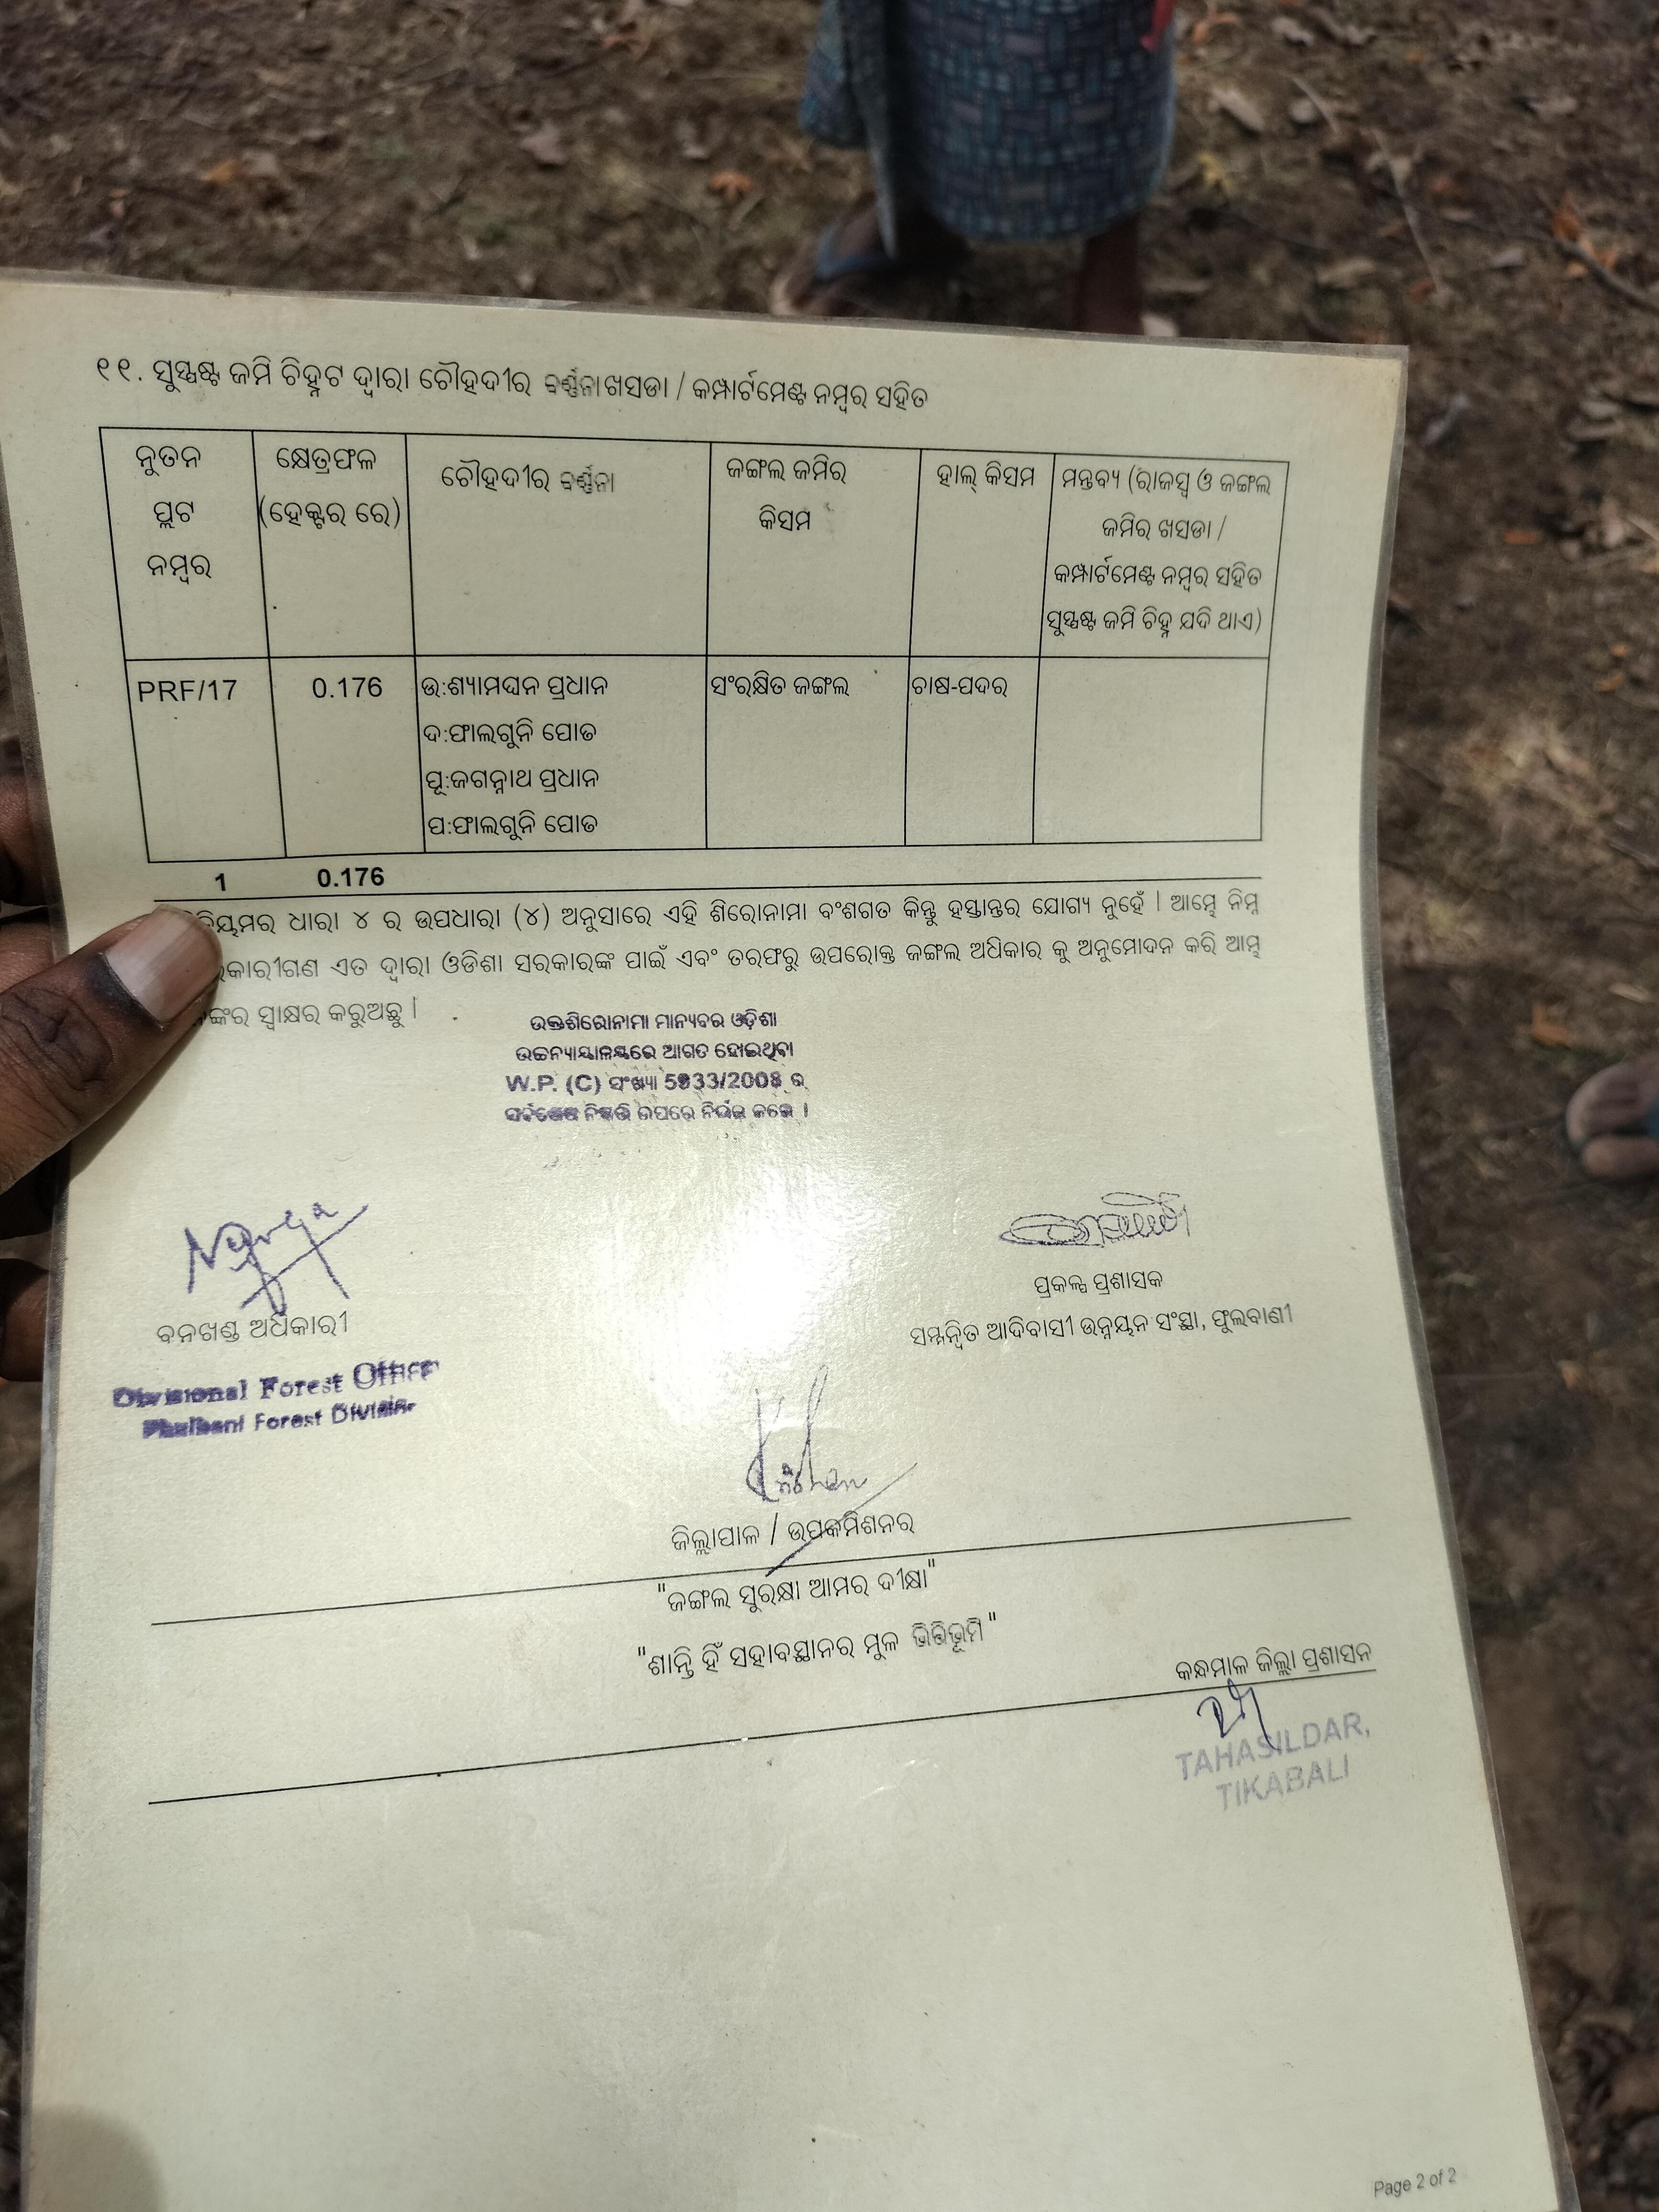 ୧୧. ସୁସ୍ପଷ୍ଟ ଜମି ଚିହ୍ନଟ ଦ୍ୱାରା ଚୌହଦୀର ବର୍ଣ୍ଣନା ଖସଡା / କମ୍ପାର୍ଟମେଣ୍ଟ ନମ୍ବର ସହିତ
ନୁତନ ପ୍ଲଟ ନମ୍ବର
କ୍ଷେତ୍ରଫଳ (ହେକ୍ଟର ରେ)
ଚୌହଦୀର ବର୍ଣ୍ଣନା
ଜଙ୍ଗଲ ଜମିର କିସମ
ହାଲ୍ କିସମ
ମନ୍ତବ୍ୟ (ରାଜସ୍ୱ ଓ ଜଙ୍ଗଲ
ଜମିର ଖସଡା /
କମ୍ପାର୍ଟମେଣ୍ଟ ନମ୍ବର ସହିତ
ସୁସ୍ପଷ୍ଟ ଜମି ଚିହ୍ନ ଯଦି ଥାଏ)
PRF/17 0.176 ଉ:ଶ୍ୟାମଘନ ପ୍ରଧାନ ସଂରକ୍ଷିତ ଜଙ୍ଗଲ ଚାଷ-ପଦର
ଦ:ଫାଲଗୁନି ପୋଡ
ପୂ:ଜଗନ୍ନାଥ ପ୍ରଧାନ
ପ:ଫାଲଗୁନି ପୋଡ
1 0.176
ଧାରା ୪ ର ଉପଧାରା (୪) ଅନୁସାରେ ଏହି ଶିରୋନାମା ବଂଶଗତ କିନ୍ତୁ ହସ୍ତାନ୍ତର ଯୋଗ୍ୟ ନୁହେଁ | ଆମ୍ଭେ ନିମ୍ନ
ଏତ ଦ୍ୱାରା ଓଡିଶା ସରକାରଙ୍କ ପାଇଁ ଏବଂ ତରଫରୁ ଉପରୋକ୍ତ ଜଙ୍ଗଲ ଅଧିକାର କୁ ଅନୁମୋଦନ କରି ଆମ୍ଭ
ସ୍ୱାକ୍ଷର କରୁଅଛୁ |
ଉକ୍ତଶିରୋନାମା ମାନ୍ୟବର ଓଡ଼ିଶା
ଉଚ୍ଚନ୍ୟାୟାଳୟରେ ଆଗତ ହୋଇଥିବା
W.P. (C) ସଂଖ୍ୟା ର
ଉପରେ ନିର୍ଭର କରେ ।
ବନଖଣ୍ଡ ଅଧିକାରୀ
Divisional Forest Officer
Phulbani Forest Division
ପ୍ରକଳ୍ପ ପ୍ରଶାସକ
ସମ୍ମନ୍ୱିତ ଆଦିବାସୀ ଉନ୍ନୟନ ସଂସ୍ଥା, ଫୁଲବାଣୀ
ଜିଲ୍ଲାପାଳ / ଉପକମିଶନର
"ଜଙ୍ଗଲ ସୁରକ୍ଷା ଆମର ଦୀକ୍ଷା"
"ଶାନ୍ତି ହିଁ ସହାବସ୍ଥାନର ମୂଳ ଭିତ୍ତିଭୂମି"
କନ୍ଧମାଳ ଜିଲ୍ଲା ପ୍ରଶାସନ
TAHASILDAR,
TIKABALI
Page 2 of 2